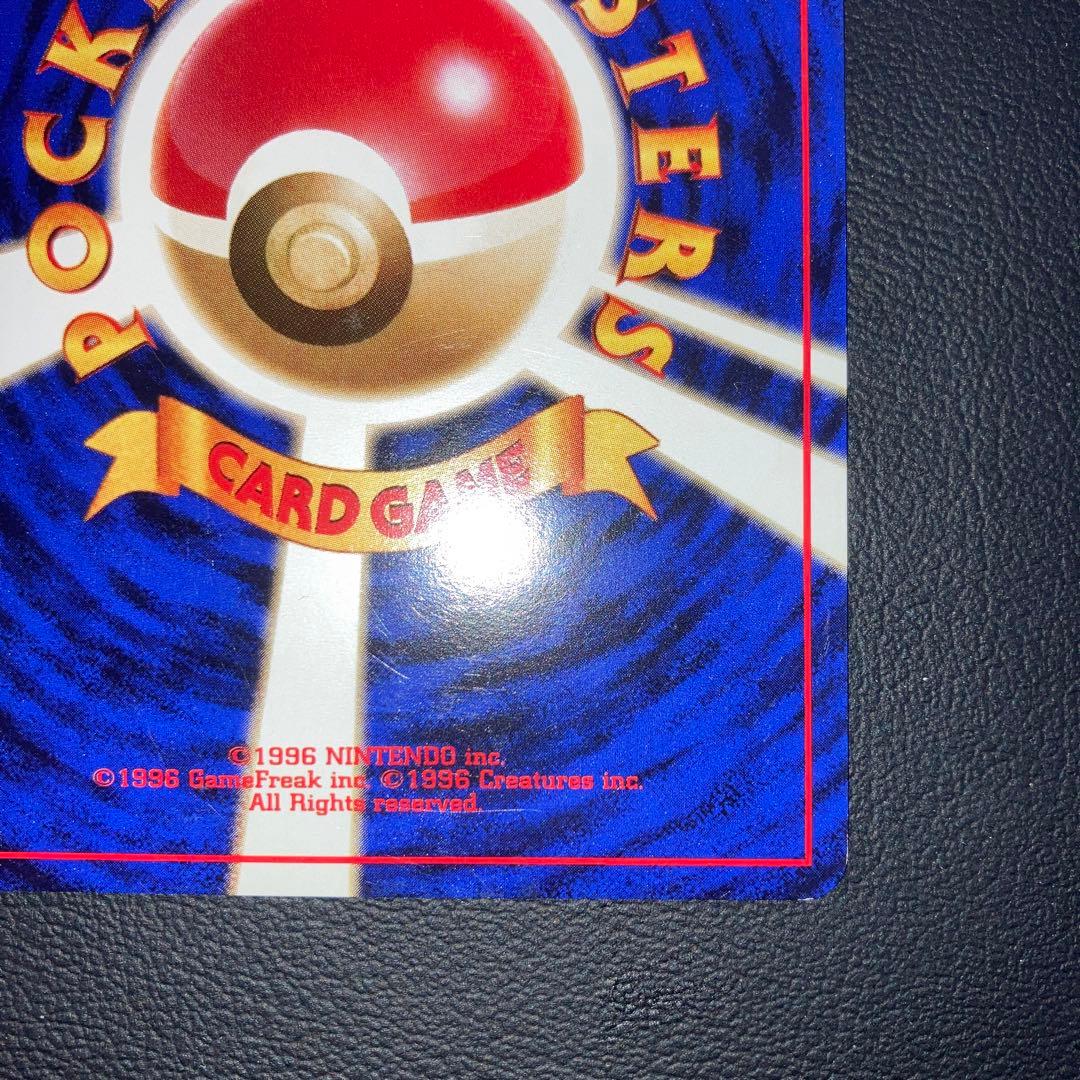 POCK
STERS
CARD GAME
©1996 NINTENDO inc.
©1996 GameFreak inc. ©1996 Creatures inc.
All Rights reserved.